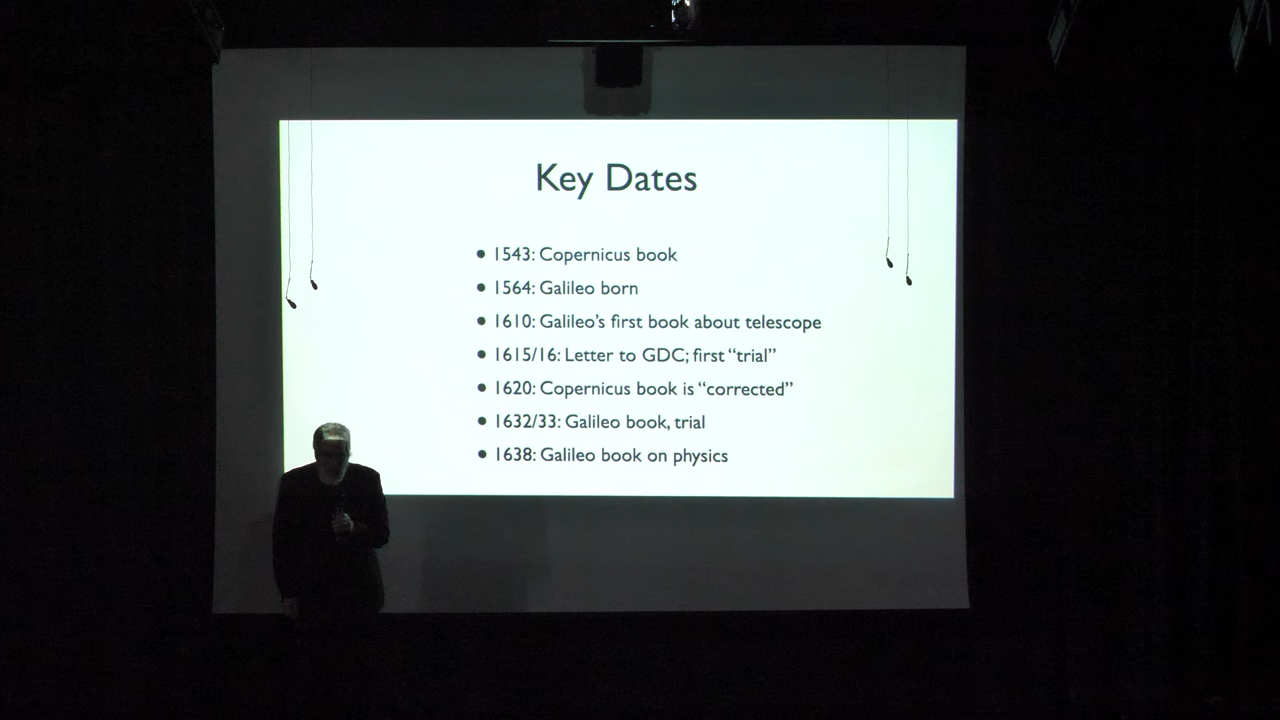 Key Dates
• 1543: Copernicus book
• 1564: Galileo born
• 1610: Galileo’s first book about telescope
• 1615/16: Letter to GDC; first “trial”
• 1620: Copernicus book is “corrected”
• 1632/33: Galileo book, trial
• 1638: Galileo book on physics